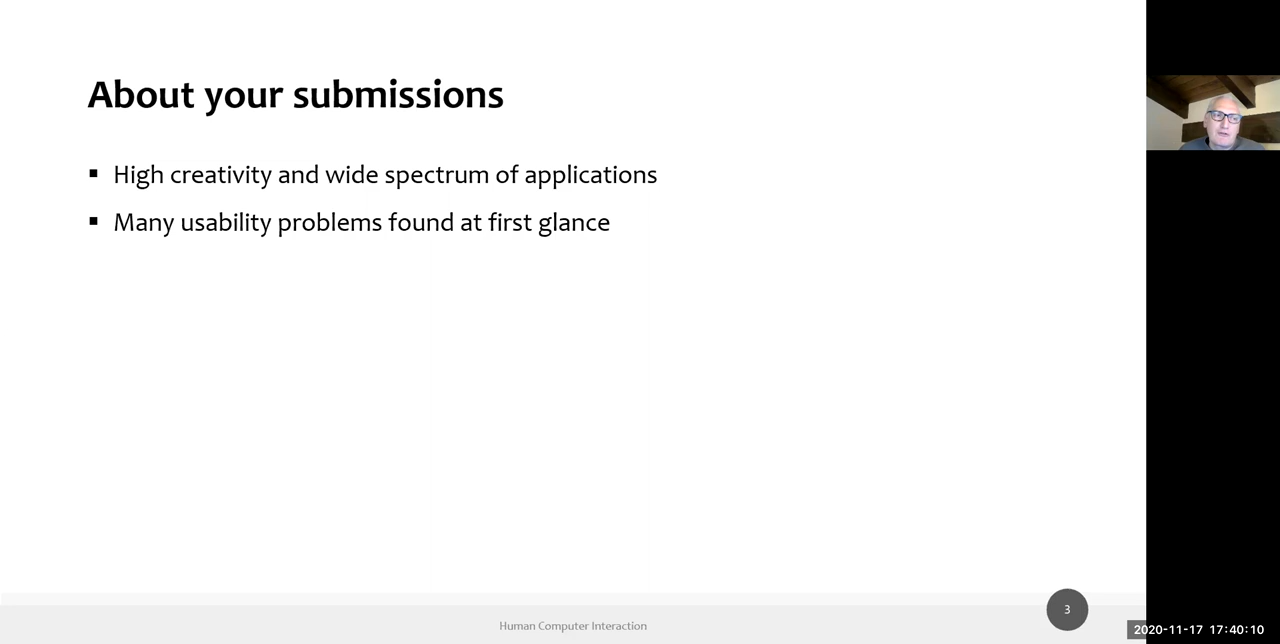 About your submissions
▪ High creativity and wide spectrum of applications
▪ Many usability problems found at first glance
Human Computer Interaction
3
2020-11-17 17:40:10